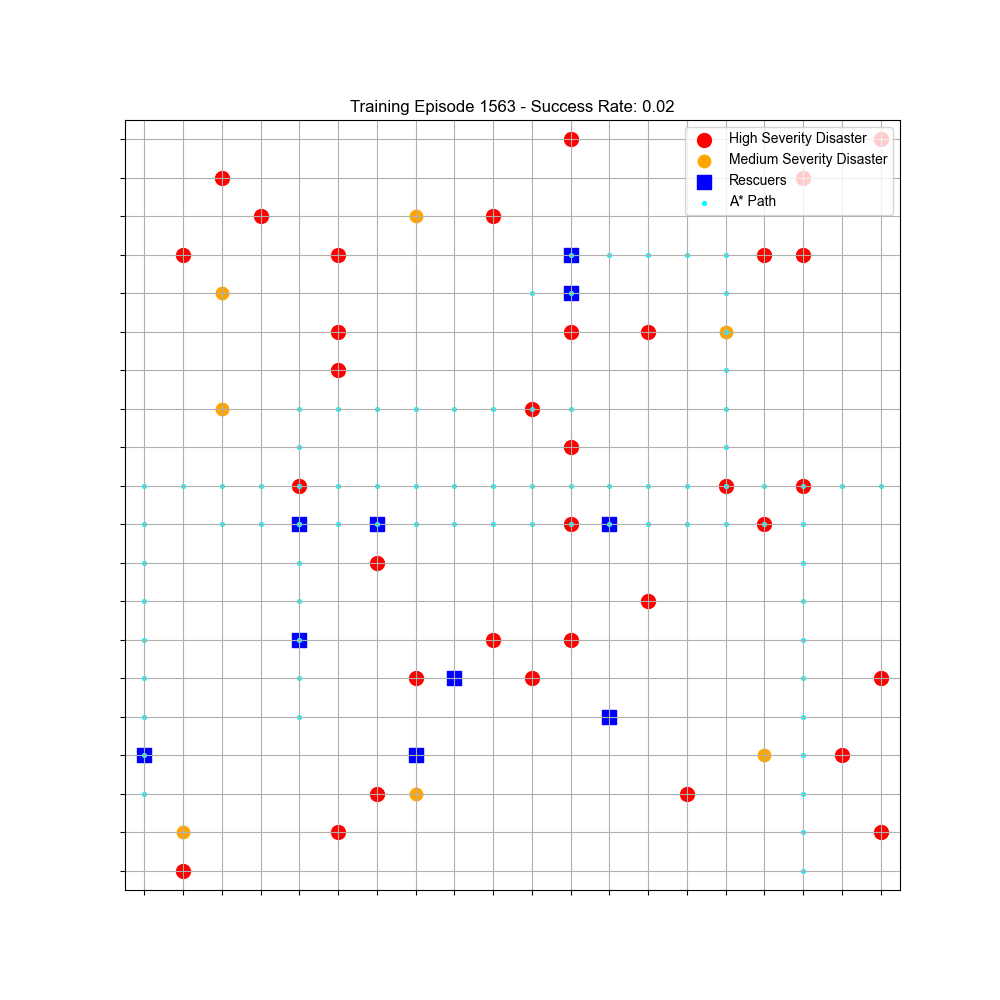 Training Episode 1563 - Success Rate: 0.02
High Severity Disaster
Medium Severity Disaster
Rescuers
A* Path